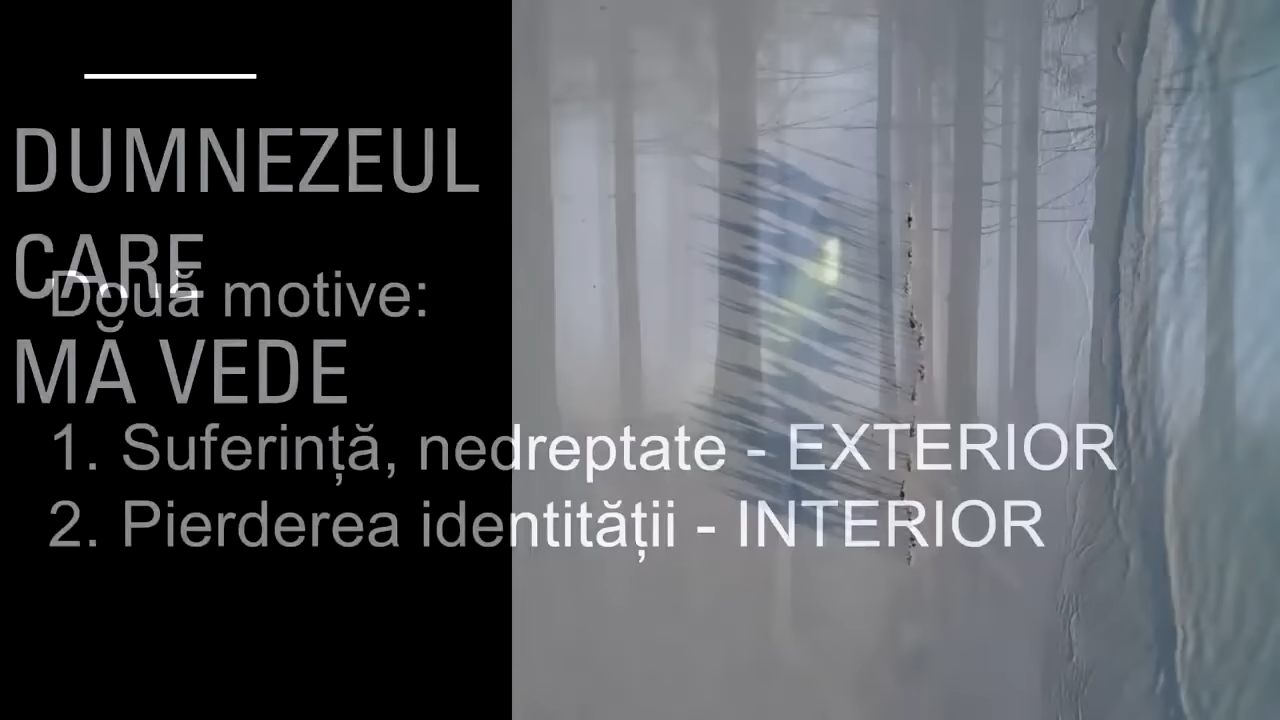 DUMNEZEUL
CARE
Două motive:
MĂ VEDE
1. Suferință, nedreptate - EXTERIOR
2. Pierderea identității - INTERIOR